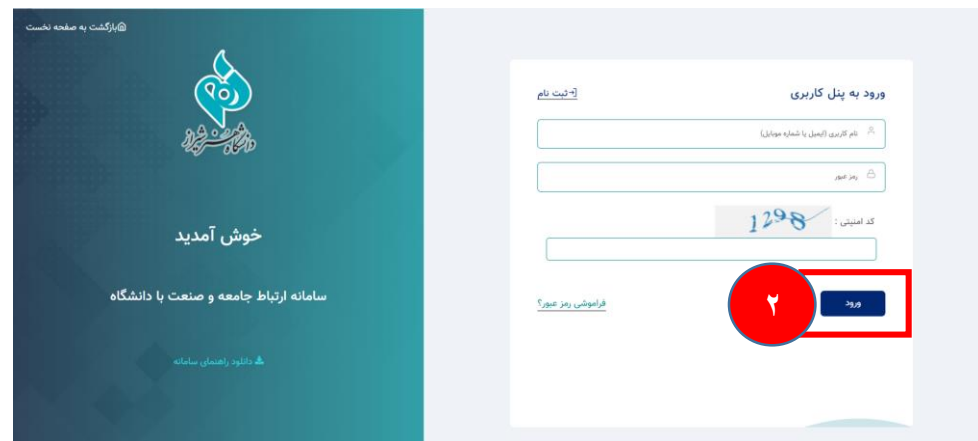 بازگشت به صفحه نخست
دانشگاه هنر شیراز
خوش آمدید
سامانه ارتباط جامعه و صنعت با دانشگاه
دانلود راهنمای سامانه
ورود به پنل کاربری
ثبت نام
نام کاربری (ایمیل یا شماره موبایل)
رمز عبور
کد امنیتی :
1298
ورود
۲
فراموشی رمز عبور؟